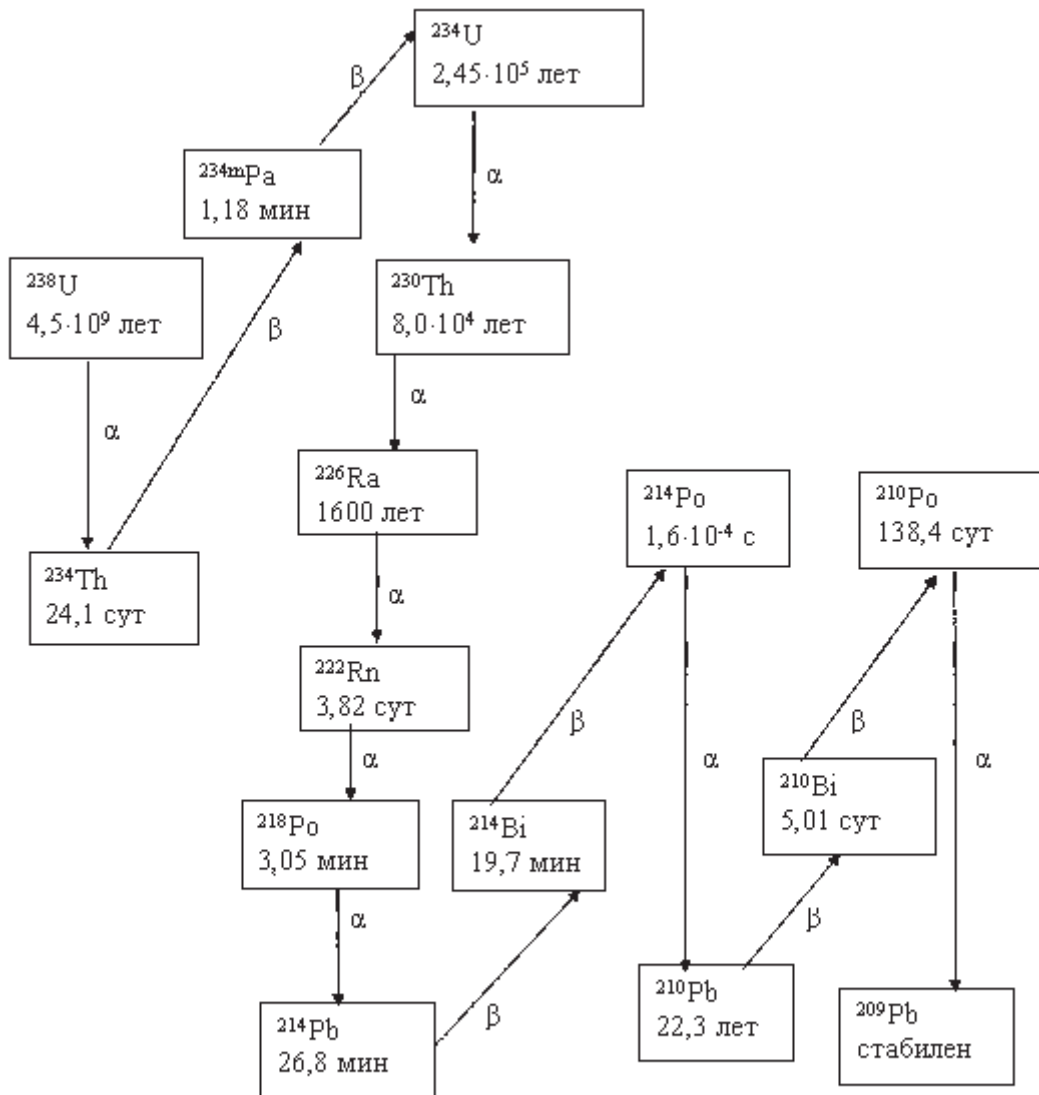 ²³⁴U
2,45·10⁵ лет
β
α
²³⁴ᵐPa
1,18 мин
²³⁸U
4,5·10⁹ лет
β
α
²³⁰Th
8,0·10⁴ лет
α
²²⁶Ra
1600 лет
²³⁴Th
24,1 сут
α
²²²Rn
3,82 сут
α
²¹⁸Po
3,05 мин
α
²¹⁴Pb
26,8 мин
β
²¹⁴Bi
19,7 мин
β
²¹⁴Po
1,6·10⁻⁴ с
α
²¹⁰Pb
22,3 лет
β
²¹⁰Bi
5,01 сут
β
²¹⁰Po
138,4 сут
α
²⁰⁹Pb
стабилен